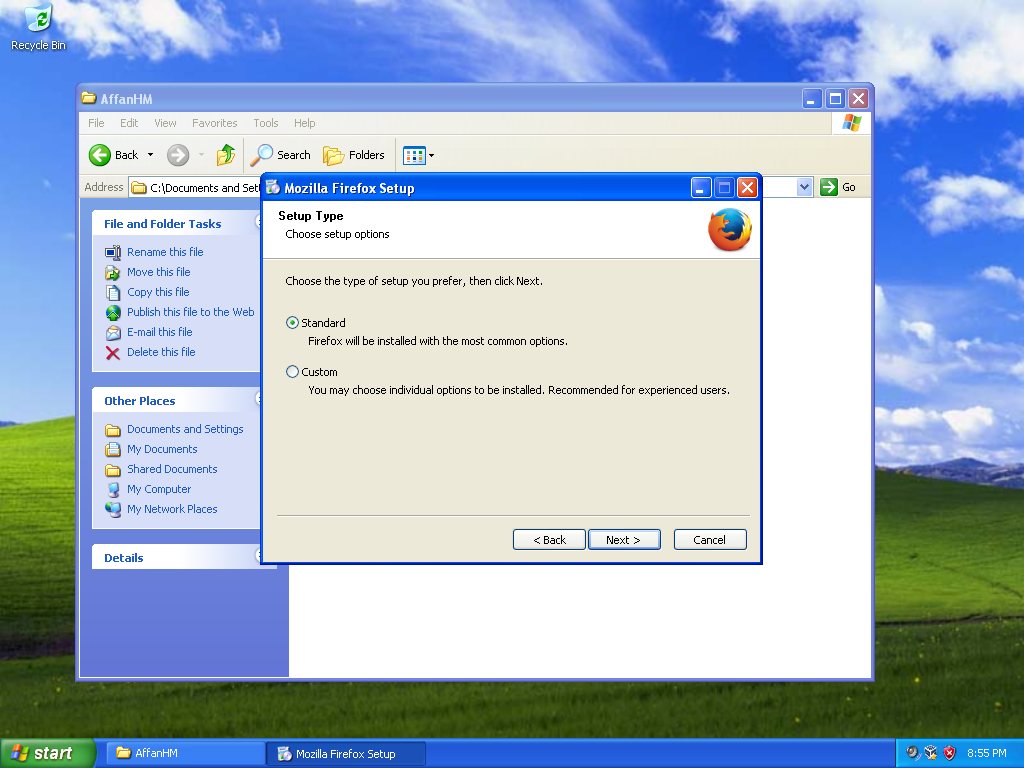 Recycle Bin
AffanHM
File Edit View Favorites Tools Help
Back Search Folders
Address C:\Documents and Set Go
Mozilla Firefox Setup
Setup Type
Choose setup options
Choose the type of setup you prefer, then click Next.
Standard
Firefox will be installed with the most common options.
Custom
You may choose individual options to be installed. Recommended for experienced users.
< Back Next > Cancel
File and Folder Tasks
Rename this file
Move this file
Copy this file
Publish this file to the Web
E-mail this file
Delete this file
Other Places
Documents and Settings
My Documents
Shared Documents
My Computer
My Network Places
Details
start AffanHM Mozilla Firefox Setup 8:55 PM